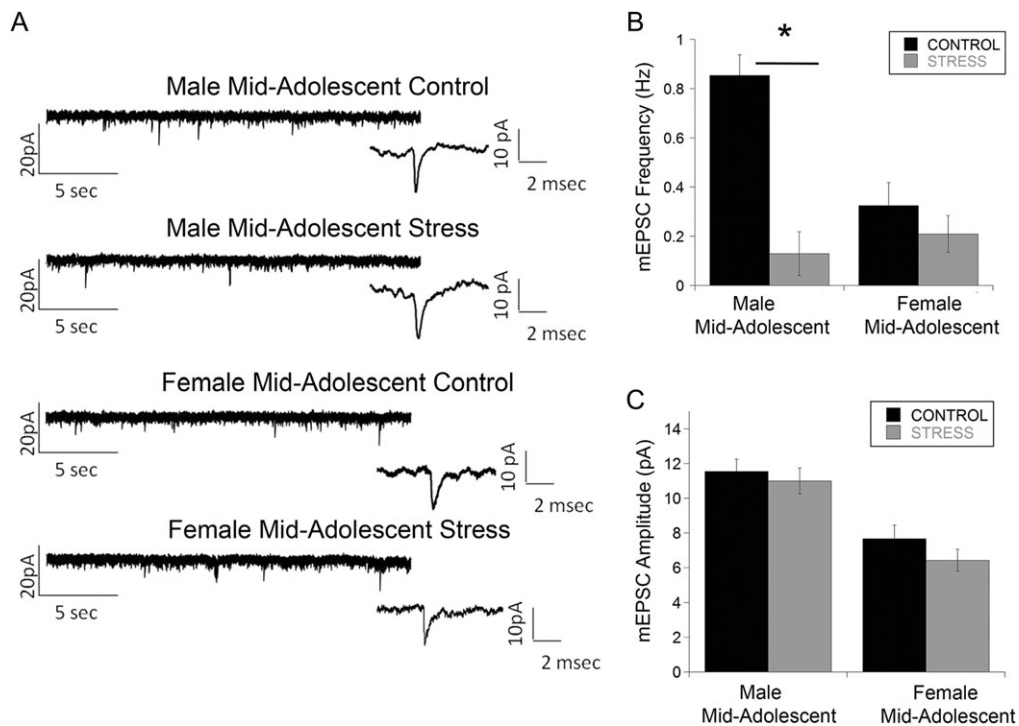 A
Male Mid-Adolescent Control
20pA
5 sec
10 pA
2 msec
Male Mid-Adolescent Stress
20pA
5 sec
10 pA
2 msec
Female Mid-Adolescent Control
20pA
5 sec
10 pA
2 msec
Female Mid-Adolescent Stress
20pA
5 sec
10pA
2 msec
B
mEPSC Frequency (Hz)
1
0.8
0.6
0.4
0.2
0
*
CONTROL
STRESS
Male
Mid-Adolescent
Female
Mid-Adolescent
C
mEPSC Amplitude (pA)
14
12
10
8
6
4
2
0
CONTROL
STRESS
Male
Mid-Adolescent
Female
Mid-Adolescent